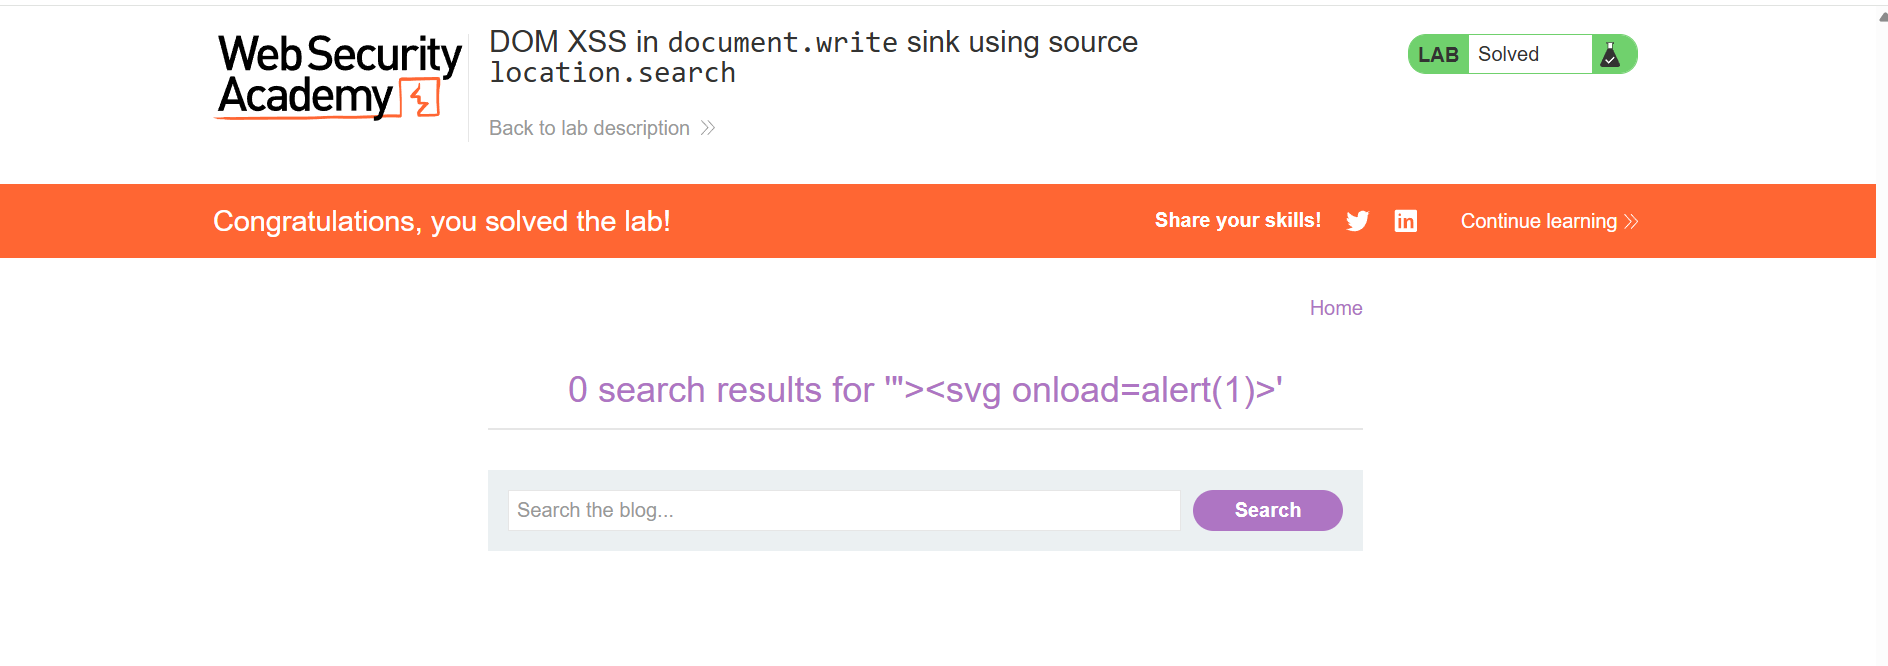 Web Security
Academy
DOM XSS in document.write sink using source
location.search
Back to lab description
LAB Solved
Congratulations, you solved the lab!
Share your skills!
Continue learning
Home
0 search results for '"><svg onload=alert(1)>'
Search the blog...
Search